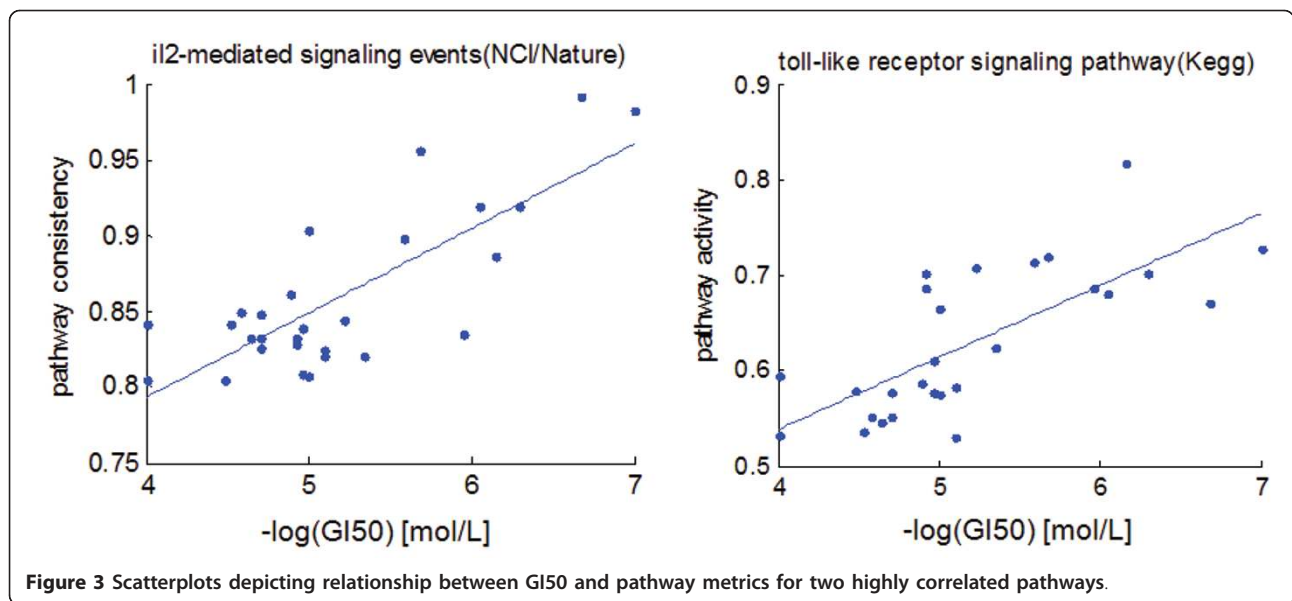 il2-mediated signaling events(NCI/Nature)
1
0.95
0.9
0.85
0.8
0.75
pathway consistency
4
5
6
7
-log(GI50) [mol/L]
toll-like receptor signaling pathway(Kegg)
0.9
0.8
0.7
0.6
0.5
pathway activity
4
5
6
7
-log(GI50) [mol/L]
Figure 3 Scatterplots depicting relationship between GI50 and pathway metrics for two highly correlated pathways.